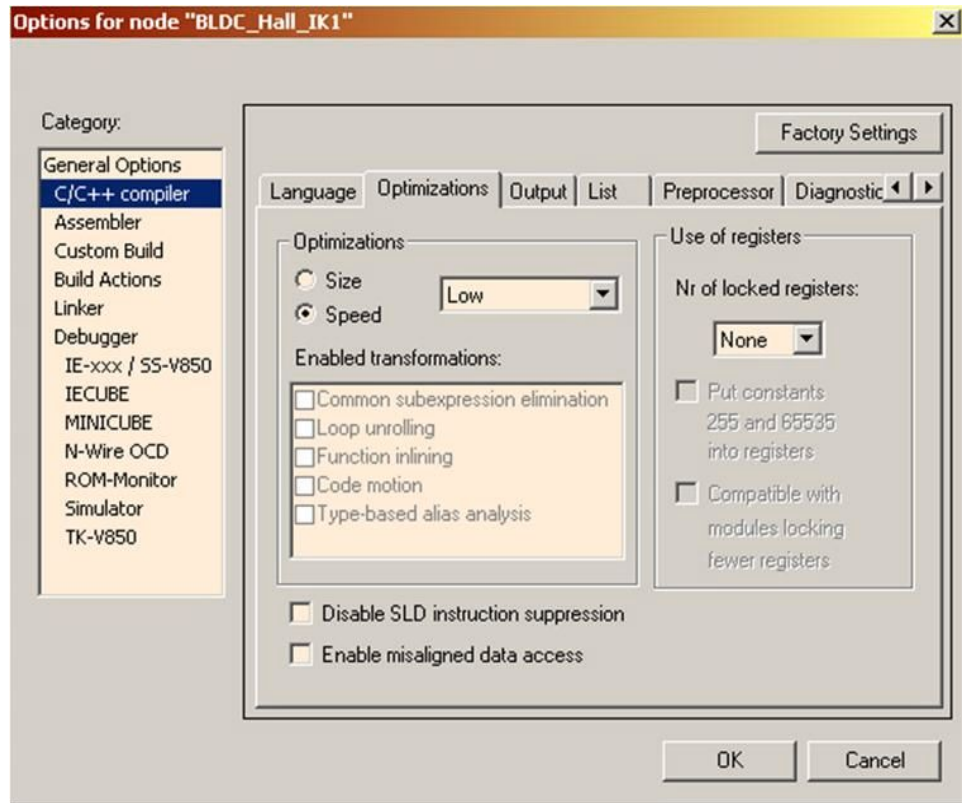 Options for node "BLDC_Hall_IK1"
Category:
General Options
C/C++ compiler
Assembler
Custom Build
Build Actions
Linker
Debugger
IE-xxx / SS-V850
IECUBE
MINICUBE
N-Wire OCD
ROM-Monitor
Simulator
TK-V850
Factory Settings
Language Optimizations Output List Preprocessor Diagnostic
Optimizations
Size
Speed
Low
Enabled transformations:
Common subexpression elimination
Loop unrolling
Function inlining
Code motion
Type-based alias analysis
Use of registers
Nr of locked registers:
None
Put constants
255 and 65535
into registers
Compatible with
modules locking
fewer registers
Disable SLD instruction suppression
Enable misaligned data access
OK Cancel